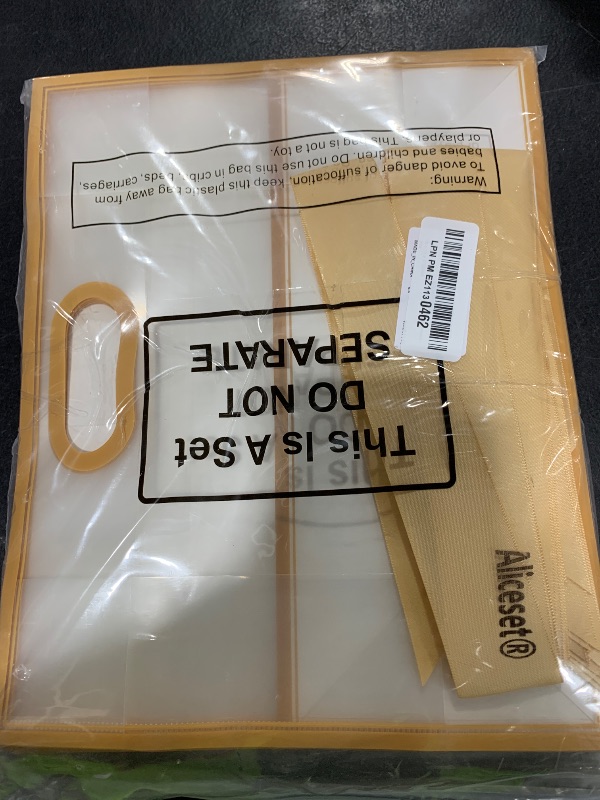 Warning:
To avoid danger of suffocation, keep this plastic bag away from
babies and children. Do not use this bag in cribs, beds, carriages,
or playpens. This bag is not a toy.
LPN PM EZ113 0462
This Is A Set
DO NOT
SEPARATE
Aliceset®